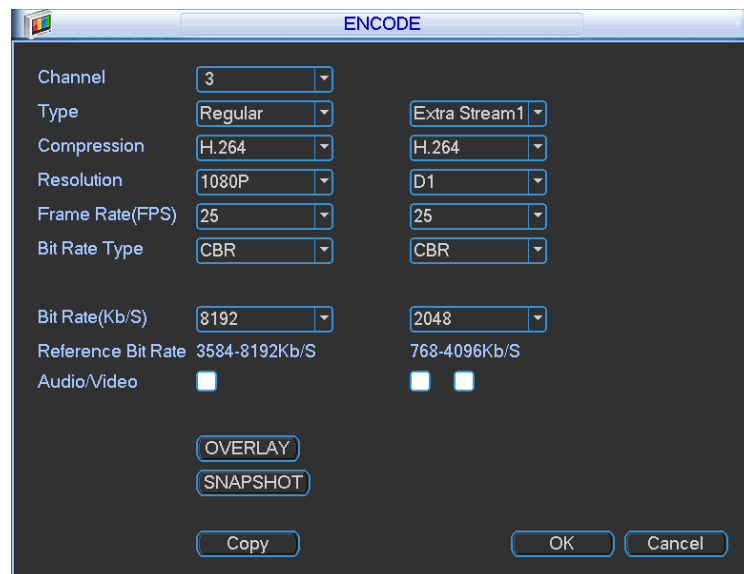 ENCODE
Channel 3
Type Regular Extra Stream1
Compression H.264 H.264
Resolution 1080P D1
Frame Rate(FPS) 25 25
Bit Rate Type CBR CBR
Bit Rate(Kb/S) 8192 2048
Reference Bit Rate 3584-8192Kb/S 768-4096Kb/S
Audio/Video
OVERLAY
SNAPSHOT
Copy OK Cancel